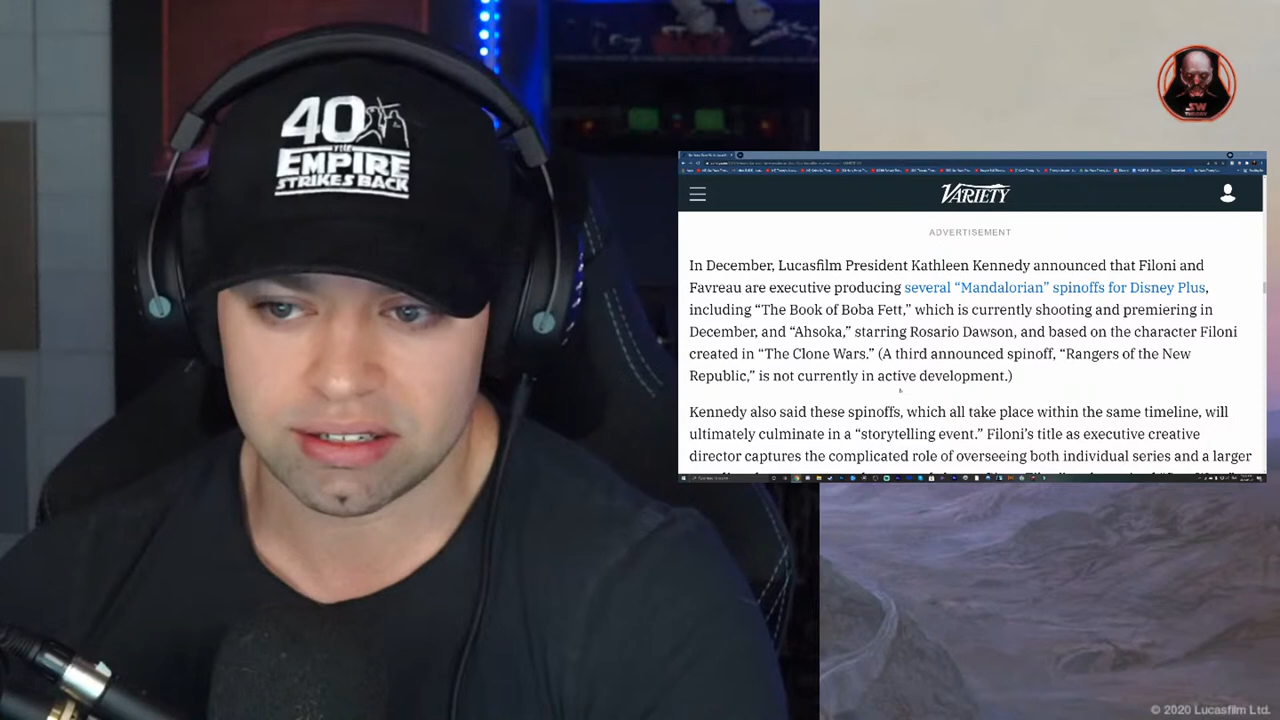 40
THE
EMPIRE
STRIKES BACK
SW
THEORY
VARIETY
ADVERTISEMENT
In December, Lucasfilm President Kathleen Kennedy announced that Filoni and
Favreau are executive producing several “Mandalorian” spinoffs for Disney Plus,
including “The Book of Boba Fett,” which is currently shooting and premiering in
December, and “Ahsoka,” starring Rosario Dawson, and based on the character Filoni
created in “The Clone Wars.” (A third announced spinoff, “Rangers of the New
Republic,” is not currently in active development.)
Kennedy also said these spinoffs, which all take place within the same timeline, will
ultimately culminate in a “storytelling event.” Filoni’s title as executive creative
director captures the complicated role of overseeing both individual series and a larger
© 2020 Lucasfilm Ltd.